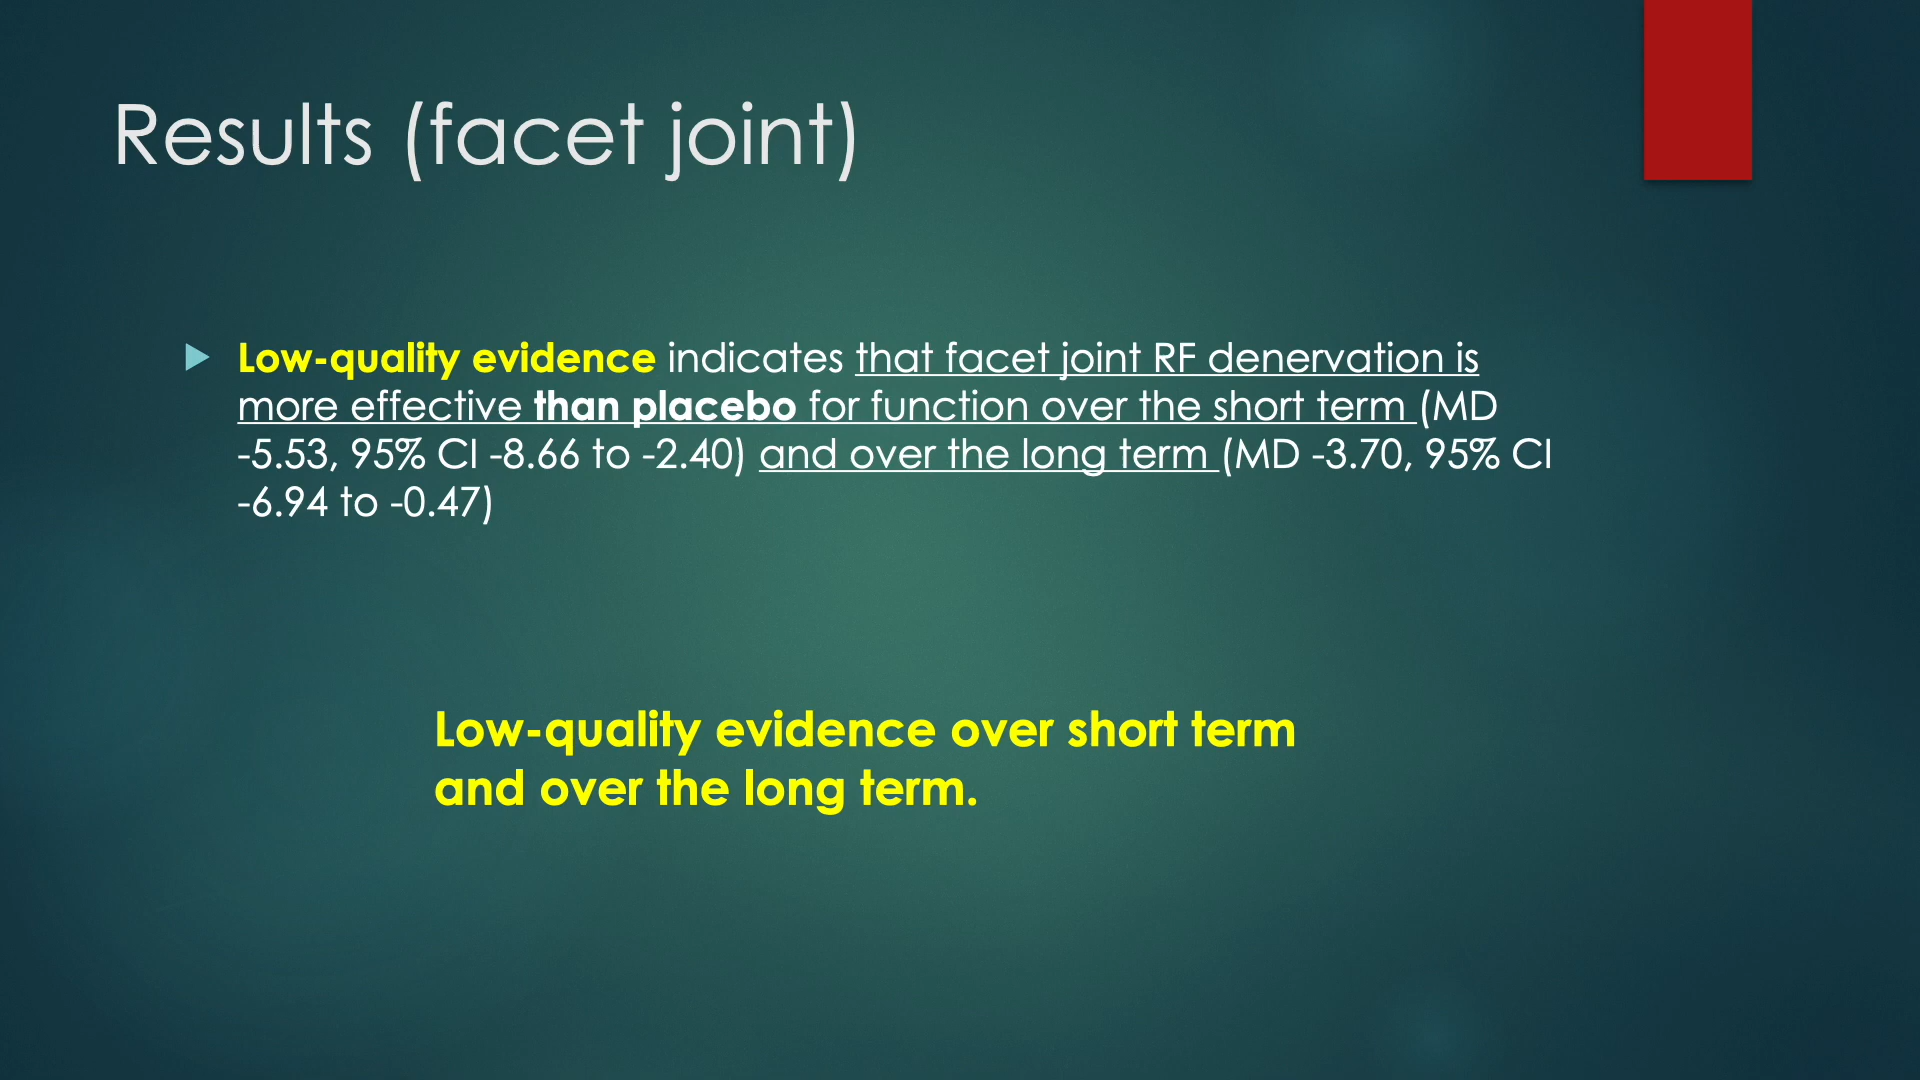 Results (facet joint)
Low-quality evidence indicates that facet joint RF denervation is
more effective than placebo for function over the short term (MD
-5.53, 95% CI -8.66 to -2.40) and over the long term (MD -3.70, 95% CI
-6.94 to -0.47)
Low-quality evidence over short term
and over the long term.